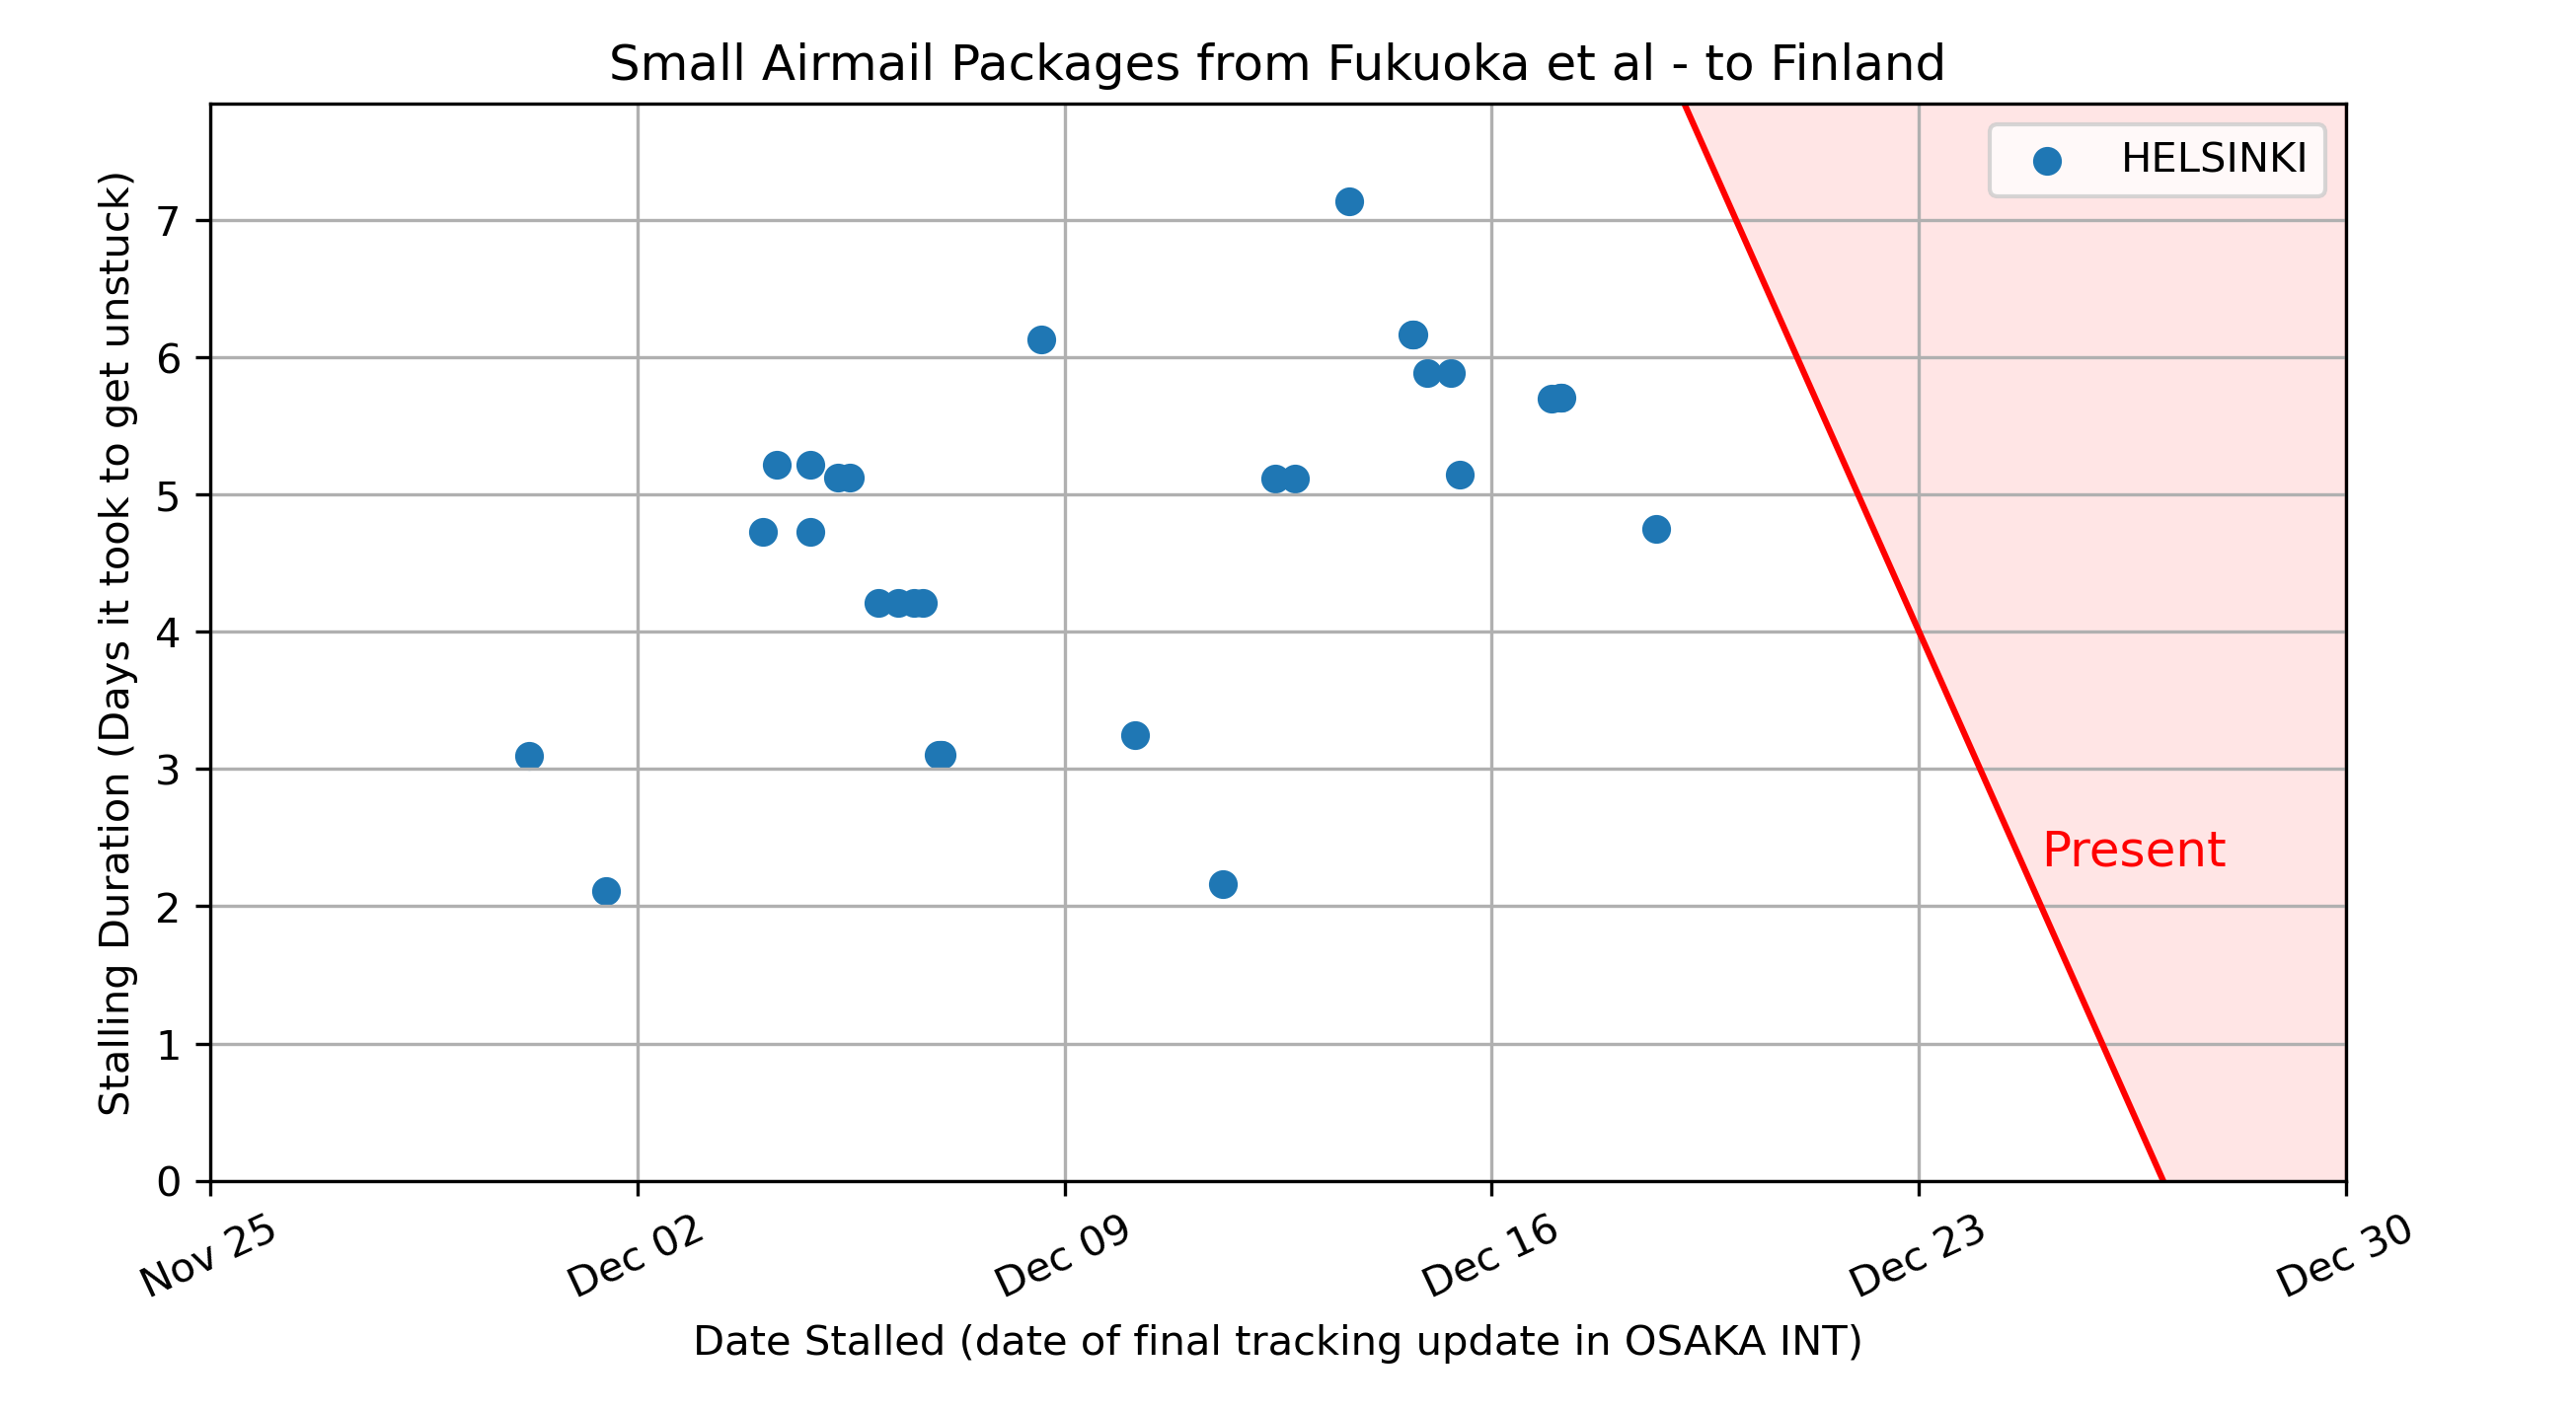 Small Airmail Packages from Fukuoka et al - to Finland
HELSINKI
Stalling Duration (Days it took to get unstuck)
7
6
5
4
3
2
1
0
Present
Nov 25
Dec 02
Dec 09
Dec 16
Dec 23
Dec 30
Date Stalled (date of final tracking update in OSAKA INT)